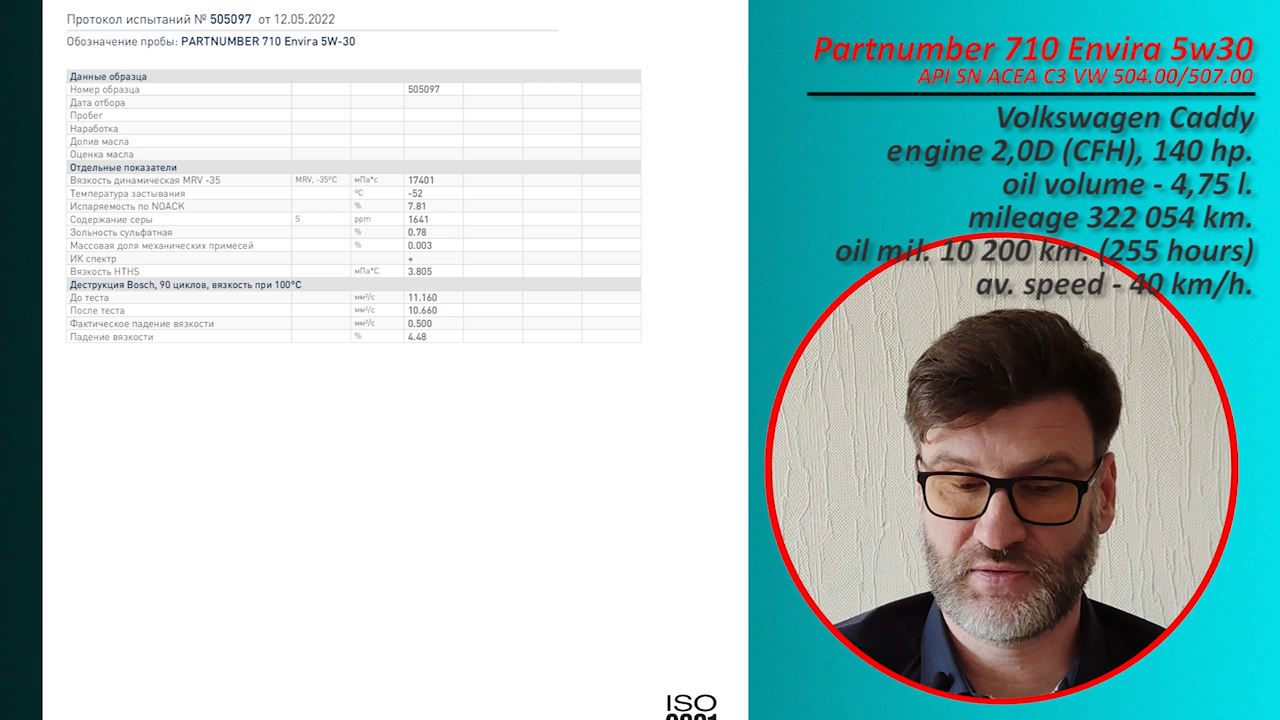 Протокол испытаний № 505097 от 12.05.2022
Обозначение пробы: PARTNUMBER 710 Envira 5W-30
Данные образца
Номер образца 505097
Дата отбора
Пробег
Наработка
Долив масла
Оценка масла
Отдельные показатели
Вязкость динамическая MRV -35 MRV, -35ºC мПа*с 17401
Температура застывания ºC -52
Испаряемость по NOACK % 7.81
Содержание серы S ppm 1641
Зольность сульфатная % 0.78
Массовая доля механических примесей % 0.003
ИК спектр +
Вязкость HTHS мПа*С 3.805
Деструкция Bosch, 90 циклов, вязкость при 100°С
До теста мм²/с 11.160
После теста мм²/с 10.660
Фактическое падение вязкости мм²/с 0.500
Падение вязкости % 4.48
ISO
Partnumber 710 Envira 5w30
API SN ACEA C3 VW 504.00/507.00
Volkswagen Caddy
engine 2,0D (CFH), 140 hp.
oil volume - 4,75 l.
mileage 322 054 km.
oil mil. 10 200 km. (255 hours)
av. speed - 40 km/h.